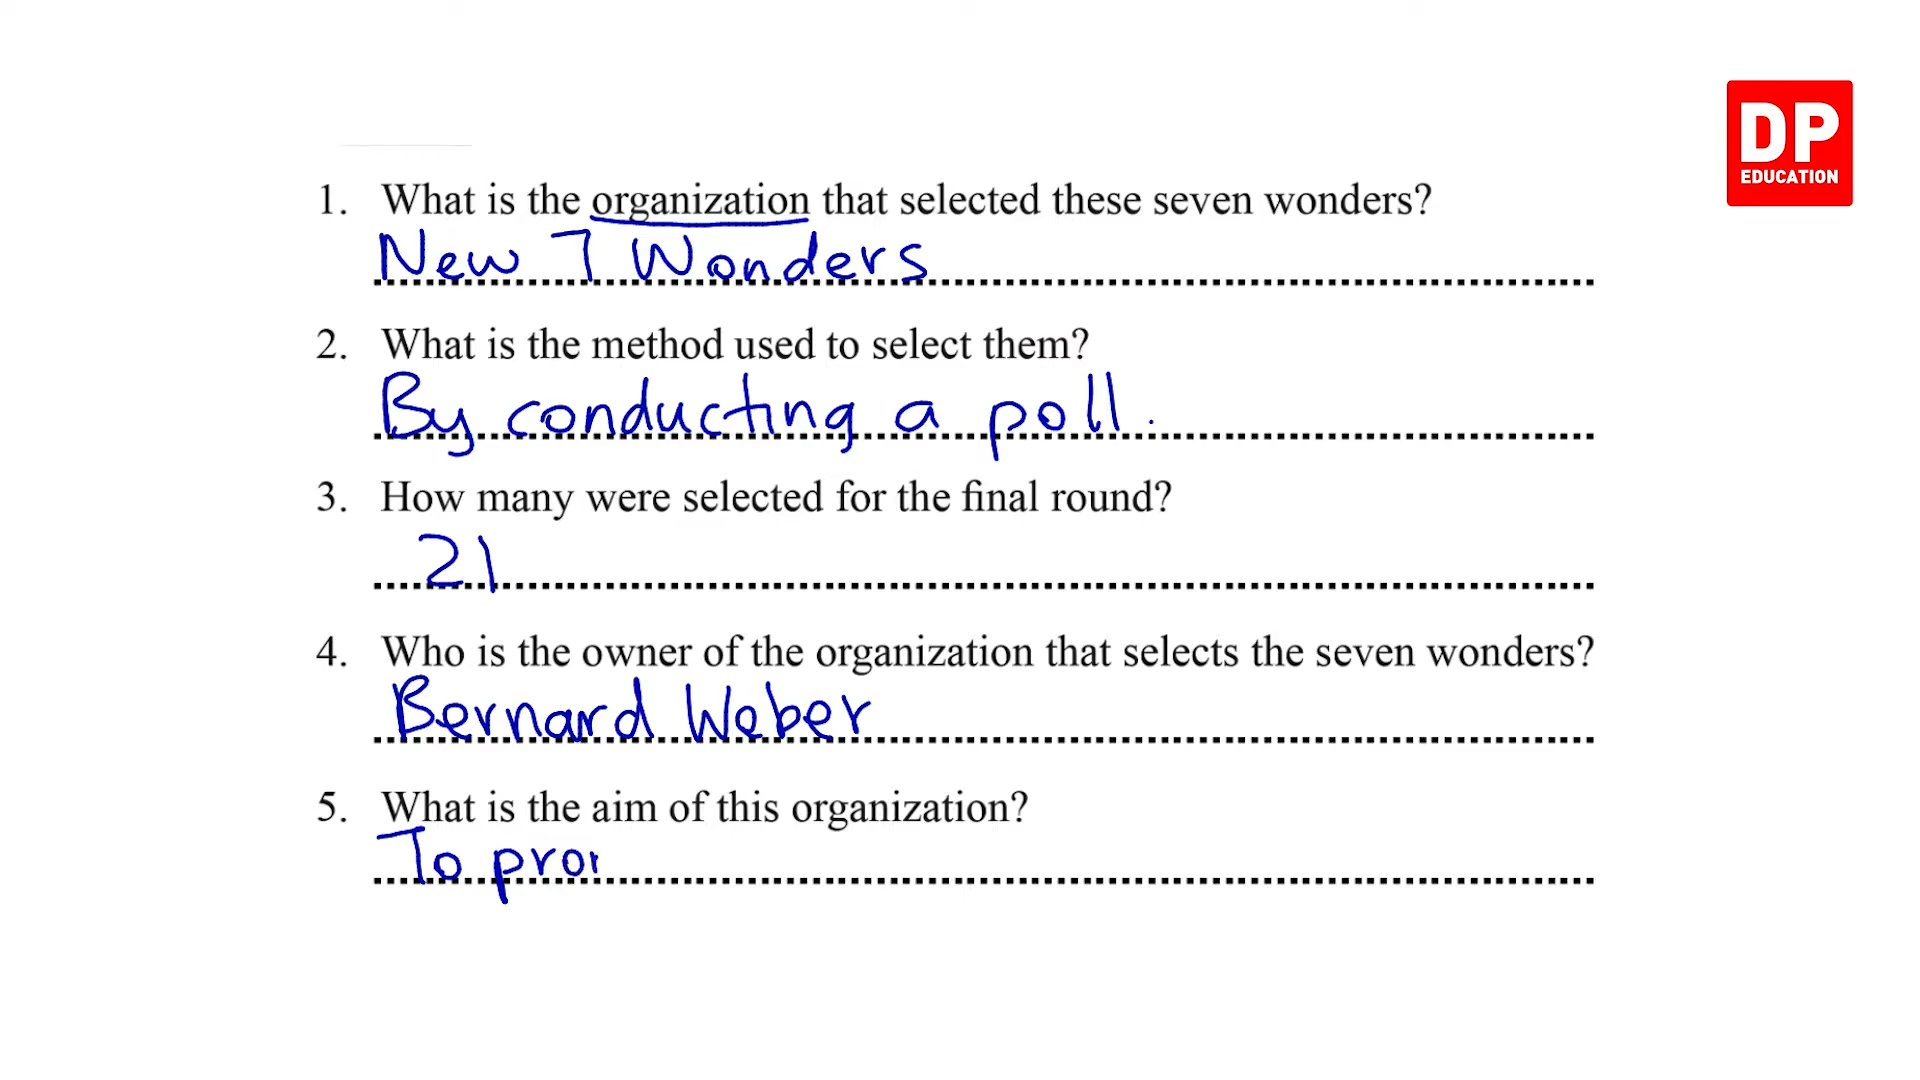 DP
EDUCATION
1. What is the organization that selected these seven wonders?
New 7 Wonders
2. What is the method used to select them?
By conducting a poll.
3. How many were selected for the final round?
21
4. Who is the owner of the organization that selects the seven wonders?
Bernard Weber
5. What is the aim of this organization?
To pro